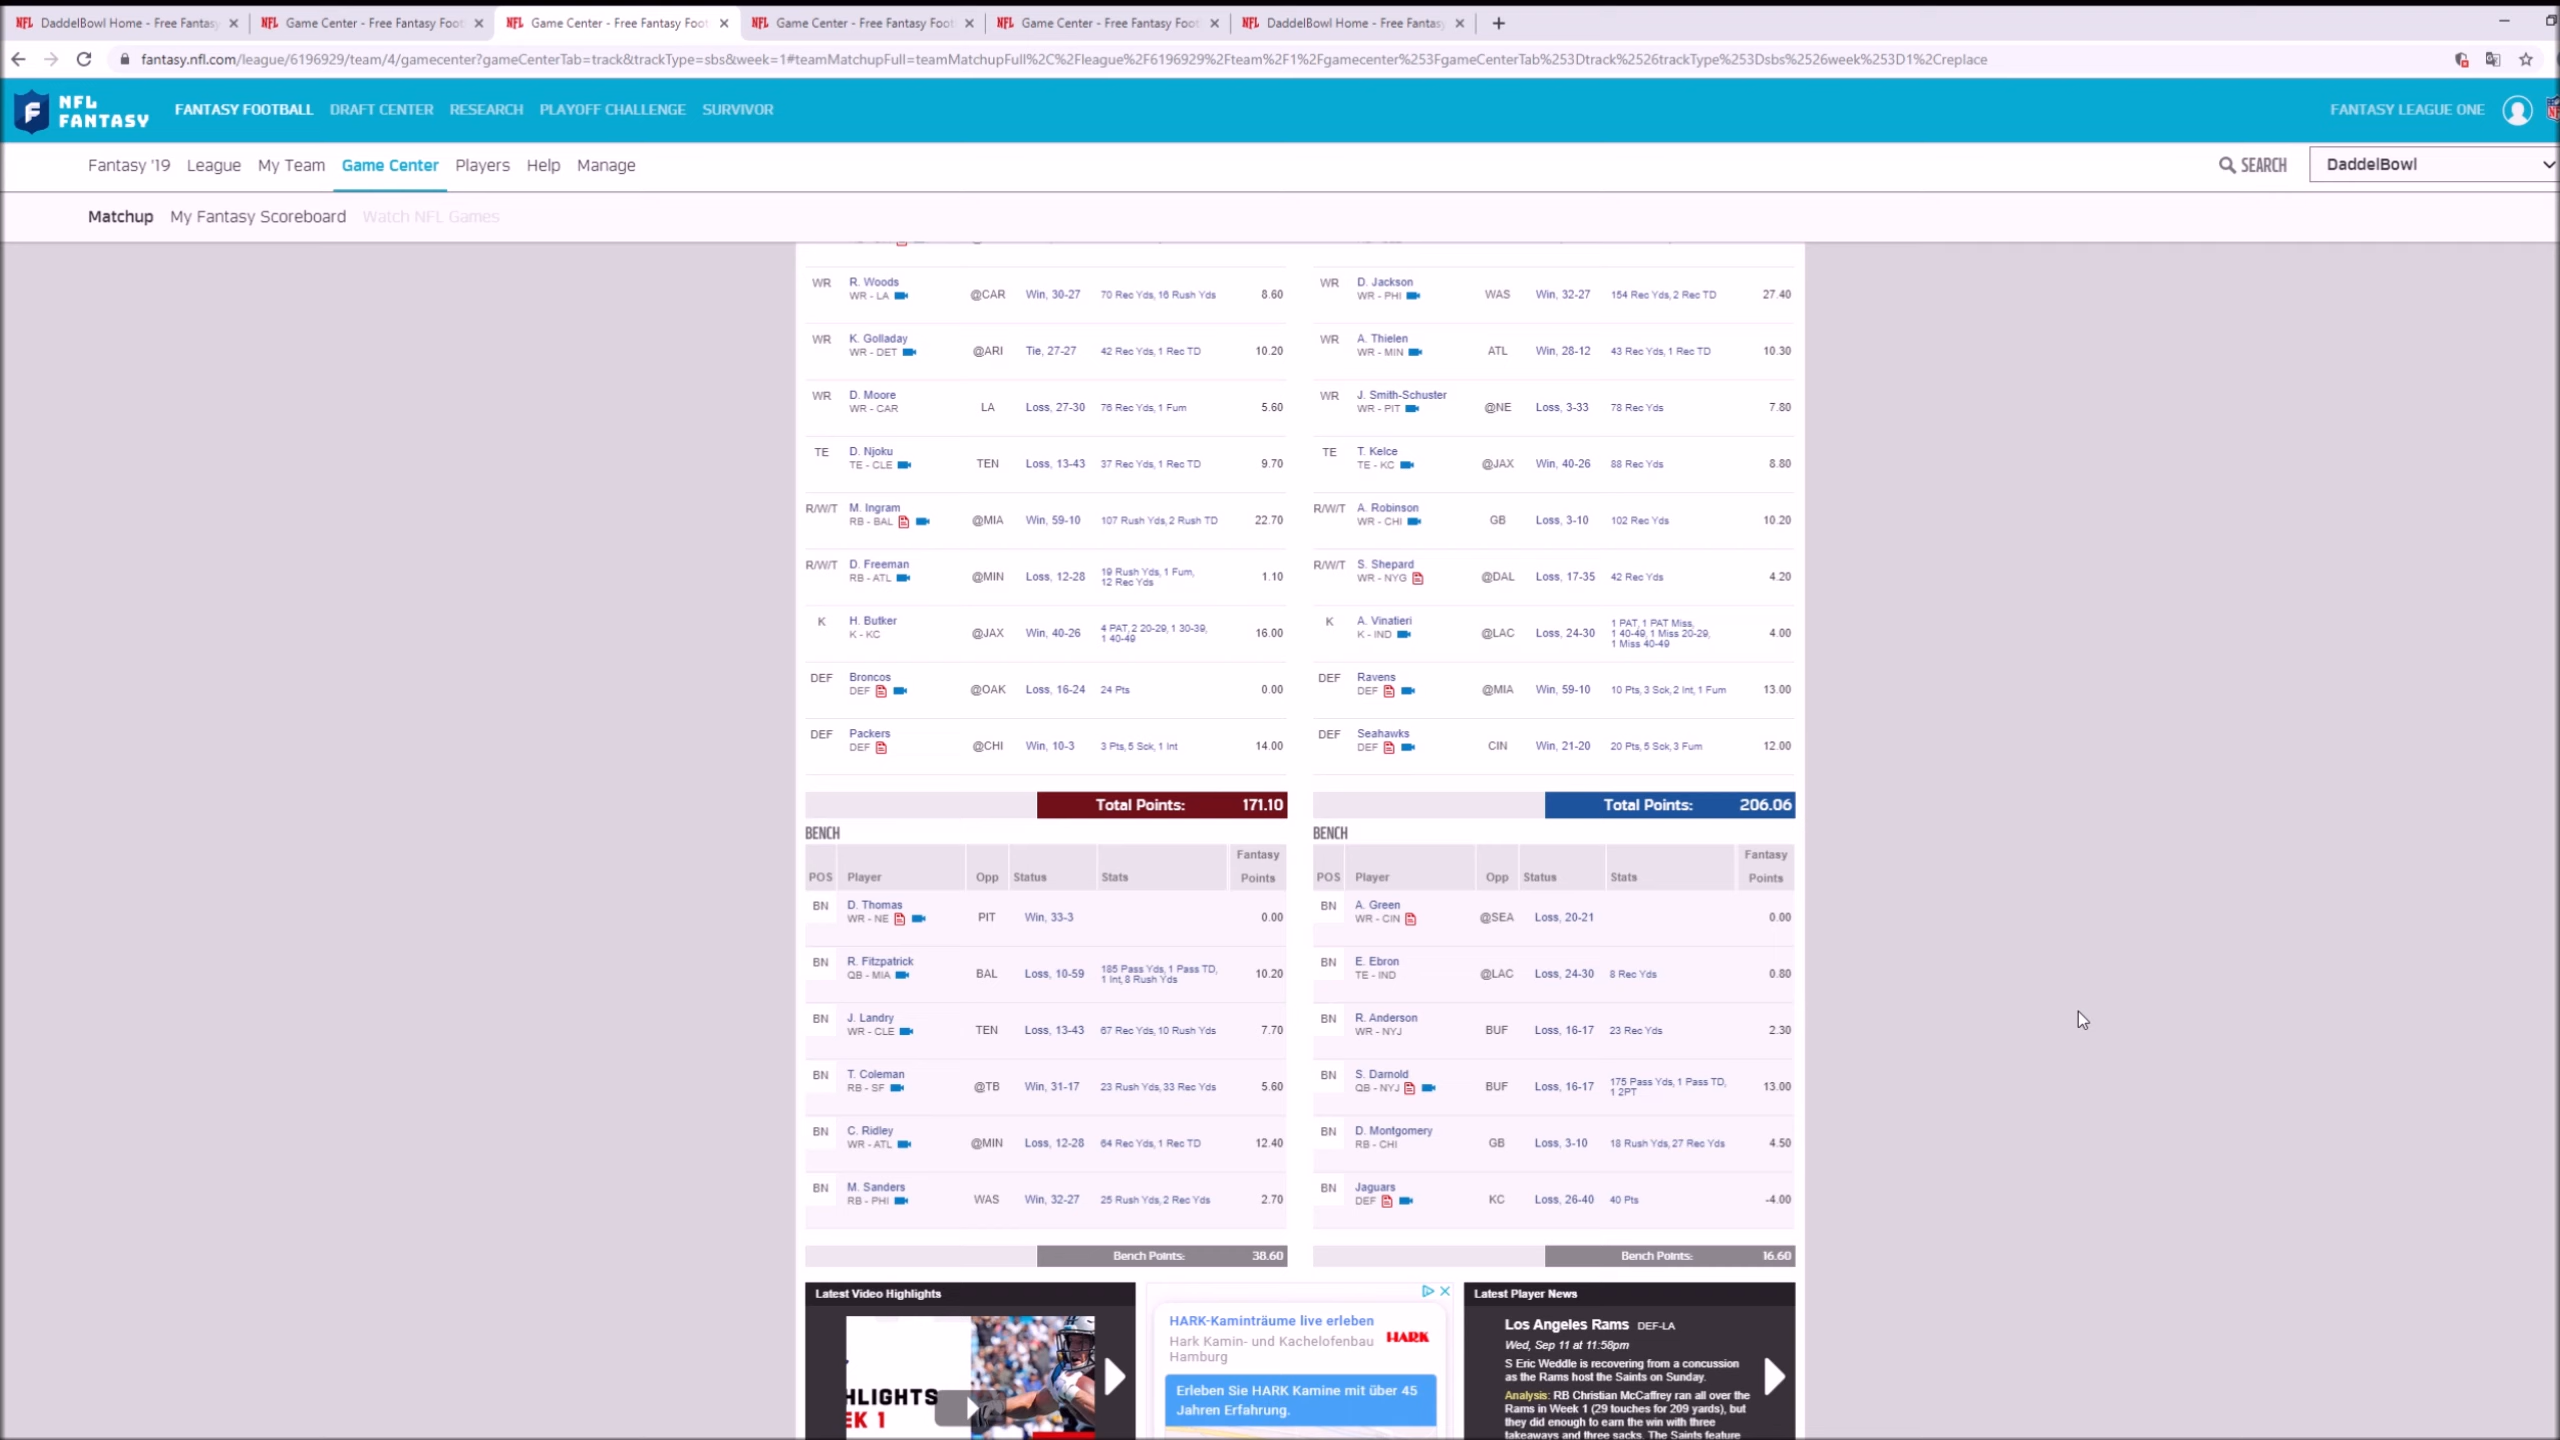 DaddelBowl Home - Free Fantasy
Game Center - Free Fantasy Foot
Game Center - Free Fantasy Foot
Game Center - Free Fantasy Foot
Game Center - Free Fantasy Foot
DaddelBowl Home - Free Fantasy
fantasy.nfl.com/league/6196929/team/4/gamecenter?gameCenterTab=track&trackType=sbs&week=1#teamMatchupFull=teamMatchupFull%2C%2Fleague%2F6196929%2Fteam%2F1%2Fgamecenter%253FgameCenterTab%253Dtrack%2526trackType%253Dsbs%2526week%253D1%2Creplace
NFL FANTASY
FANTASY FOOTBALL DRAFT CENTER RESEARCH PLAYOFF CHALLENGE SURVIVOR
FANTASY LEAGUE ONE
Fantasy '19 League My Team Game Center Players Help Manage
SEARCH
DaddelBowl
Matchup My Fantasy Scoreboard Watch NFL Games
WR R. Woods WR - LA @CAR Win, 30-27 70 Rec Yds, 16 Rush Yds 8.60
WR D. Jackson WR - PHI WAS Win, 32-27 154 Rec Yds, 2 Rec TD 27.40
WR K. Golladay WR - DET @ARI Tie, 27-27 42 Rec Yds, 1 Rec TD 10.20
WR A. Thielen WR - MIN ATL Win, 28-12 43 Rec Yds, 1 Rec TD 10.30
WR D. Moore WR - CAR LA Loss, 27-30 76 Rec Yds, 1 Fum 5.60
WR J. Smith-Schuster WR - PIT @NE Loss, 3-33 78 Rec Yds 7.80
TE D. Njoku TE - CLE TEN Loss, 13-43 37 Rec Yds, 1 Rec TD 9.70
TE T. Kelce TE - KC @JAX Win, 40-26 88 Rec Yds 8.80
R/W/T M. Ingram RB - BAL @MIA Win, 59-10 107 Rush Yds, 2 Rush TD 22.70
R/W/T A. Robinson WR - CHI GB Loss, 3-10 102 Rec Yds 10.20
R/W/T D. Freeman RB - ATL @MIN Loss, 12-28 19 Rush Yds, 1 Fum, 12 Rec Yds 1.10
R/W/T S. Shepard WR - NYG @DAL Loss, 17-35 42 Rec Yds 4.20
K H. Butker K - KC @JAX Win, 40-26 4 PAT, 2 20-29, 1 30-39, 1 40-49 16.00
K A. Vinatieri K - IND @LAC Loss, 24-30 1 PAT, 1 PAT Miss, 1 40-49, 1 Miss 20-29, 1 Miss 40-49 4.00
DEF Broncos DEF @OAK Loss, 16-24 24 Pts 0.00
DEF Ravens DEF @MIA Win, 59-10 10 Pts, 3 Sck, 2 Int, 1 Fum 13.00
DEF Packers DEF @CHI Win, 10-3 3 Pts, 5 Sck, 1 Int 14.00
DEF Seahawks DEF CIN Win, 21-20 20 Pts, 5 Sck, 3 Fum 12.00
Total Points: 171.10
Total Points: 206.06
BENCH
BENCH
POS Player Opp Status Stats Fantasy Points
POS Player Opp Status Stats Fantasy Points
BN D. Thomas WR - NE PIT Win, 33-3 0.00
BN A. Green WR - CIN @SEA Loss, 20-21 0.00
BN R. Fitzpatrick QB - MIA BAL Loss, 10-59 185 Pass Yds, 1 Pass TD, 1 Int, 8 Rush Yds 10.20
BN E. Ebron TE - IND @LAC Loss, 24-30 8 Rec Yds 0.80
BN J. Landry WR - CLE TEN Loss, 13-43 67 Rec Yds, 10 Rush Yds 7.70
BN R. Anderson WR - NYJ BUF Loss, 16-17 23 Rec Yds 2.30
BN T. Coleman RB - SF @TB Win, 31-17 23 Rush Yds, 33 Rec Yds 5.60
BN S. Darnold QB - NYJ BUF Loss, 16-17 175 Pass Yds, 1 Pass TD, 1 2PT 13.00
BN C. Ridley WR - ATL @MIN Loss, 12-28 64 Rec Yds, 1 Rec TD 12.40
BN D. Montgomery RB - CHI GB Loss, 3-10 18 Rush Yds, 27 Rec Yds 4.50
BN M. Sanders RB - PHI WAS Win, 32-27 25 Rush Yds, 2 Rec Yds 2.70
BN Jaguars DEF KC Loss, 26-40 40 Pts -4.00
Bench Points: 38.60
Bench Points: 16.60
Latest Video Highlights
HLIGHTS
EK 1
HARK-Kaminträume live erleben
Hark Kamin- und Kachelofenbau
Hamburg
HARK
Erleben Sie HARK Kamine mit über 45
Jahren Erfahrung.
Latest Player News
Los Angeles Rams DEF-LA
Wed, Sep 11 at 11:58pm
S Eric Weddle is recovering from a concussion
as the Rams host the Saints on Sunday.
Analysis: RB Christian McCaffrey ran all over the
Rams in Week 1 (29 touches for 209 yards), but
they did enough to earn the win with three
takeaways and three sacks. The Saints feature